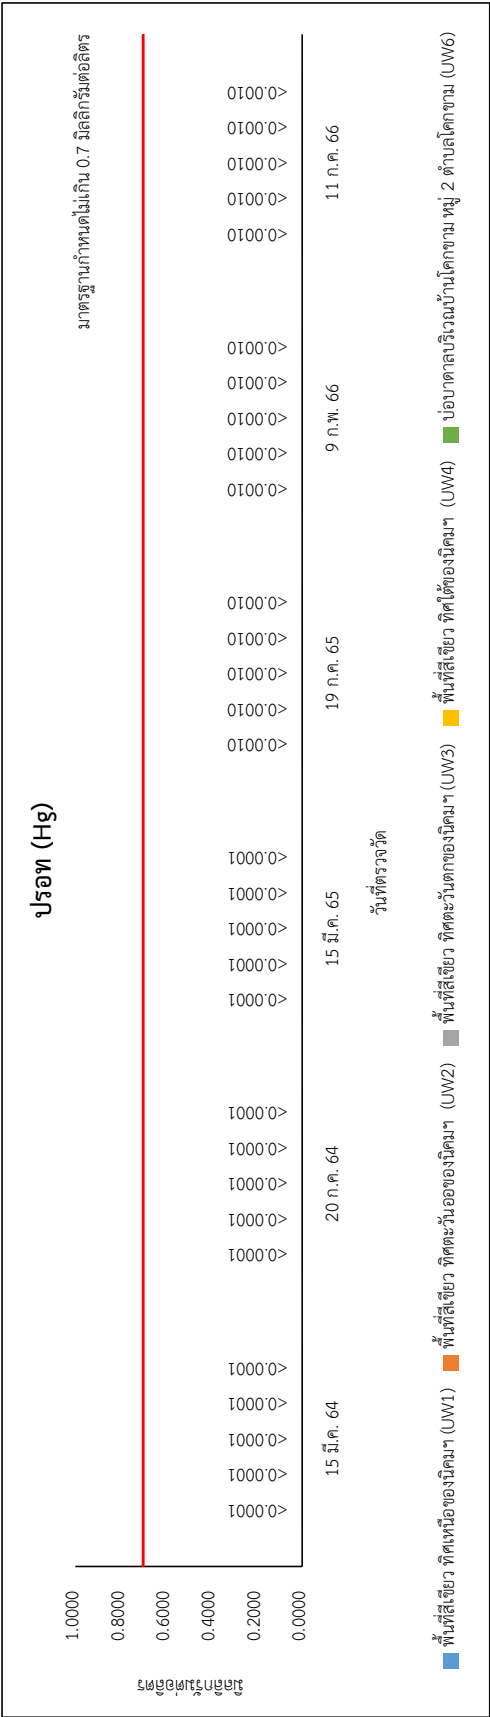 ปรอท (Hg)
มาตรฐานกำหนดไม่เกิน 0.7 มิลลิกรัมต่อลิตร
มิลลิกรัมต่อลิตร
1.0000
0.8000
0.6000
0.4000
0.2000
0.0000
<0.0001 <0.0001 <0.0001 <0.0001 <0.0001 <0.0001 <0.0001 <0.0001 <0.0001 <0.0001 <0.0001 <0.0001 <0.0001 <0.0001 <0.0001 <0.0010 <0.0010 <0.0010 <0.0010 <0.0010 <0.0010 <0.0010 <0.0010 <0.0010 <0.0010 <0.0010 <0.0010 <0.0010 <0.0010 <0.0010
15 มี.ค. 64 20 ก.ค. 64 15 มี.ค. 65 19 ก.ค. 65 9 ก.พ. 66 11 ก.ค. 66
วันที่ตรวจวัด
พื้นที่สีเขียว ทิศเหนือของนิคมฯ (UW1) พื้นที่สีเขียว ทิศตะวันออของนิคมฯ (UW2) พื้นที่สีเขียว ทิศตะวันตกของนิคมฯ (UW3) พื้นที่สีเขียว ทิศใต้ของนิคมฯ (UW4) บ่อบาดาลบริเวณบ้านโคกขาม หมู่ 2 ตำบลโคกขาม (UW6)